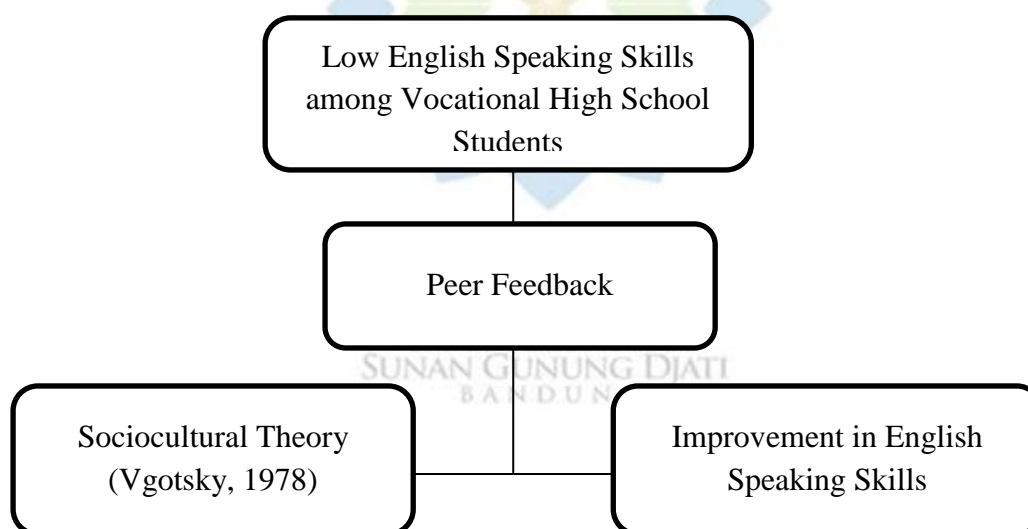 Low English Speaking Skills
among Vocational High School
Students
Peer Feedback
SUNAN GUNUNG DJATI
BANDUN
Sociocultural Theory
(Vgotsky, 1978)
Improvement in English
Speaking Skills